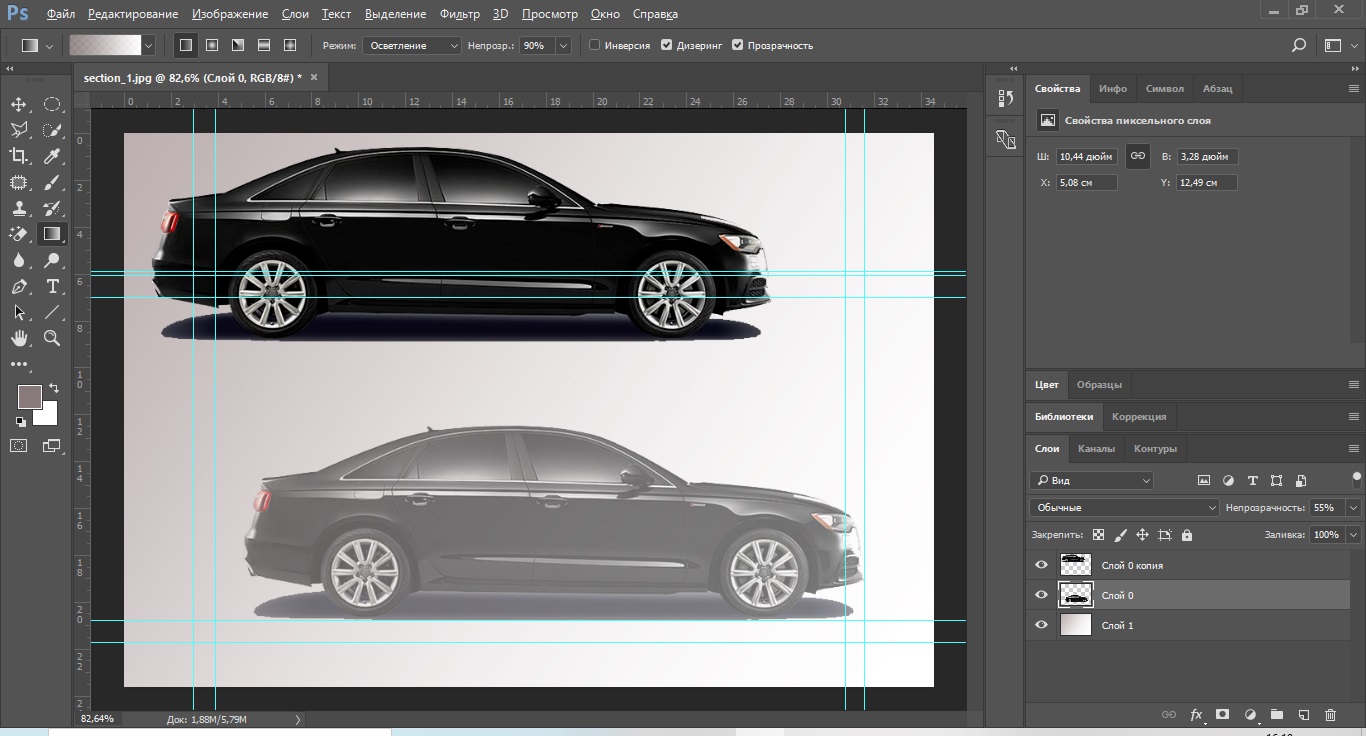 Ps Файл Редактирование Изображение Слои Текст Выделение Фильтр 3D Просмотр Окно Справка
Режим: Осветление Непрозр.: 90% Инверсия Дизеринг Прозрачность
section_1.jpg @ 82,6% (Слой 0, RGB/8#) * ×
0 2 4 6 8 10 12 14 16 18 20 22 24 26 28 30 32 34
0
2
4
6
8
10
12
14
16
18
20
22
2
Свойства Инфо Символ Абзац
Свойства пиксельного слоя
Ш: 10,44 дюйм В: 3,28 дюйм
X: 5,08 см Y: 12,49 см
Цвет Образцы
Библиотеки Коррекция
Слои Каналы Контуры
Вид
Обычные Непрозрачность: 55%
Закрепить: Заливка: 100%
Слой 0 копия
Слой 0
Слой 1
fx
82,64% Док: 1,88M/5,79M